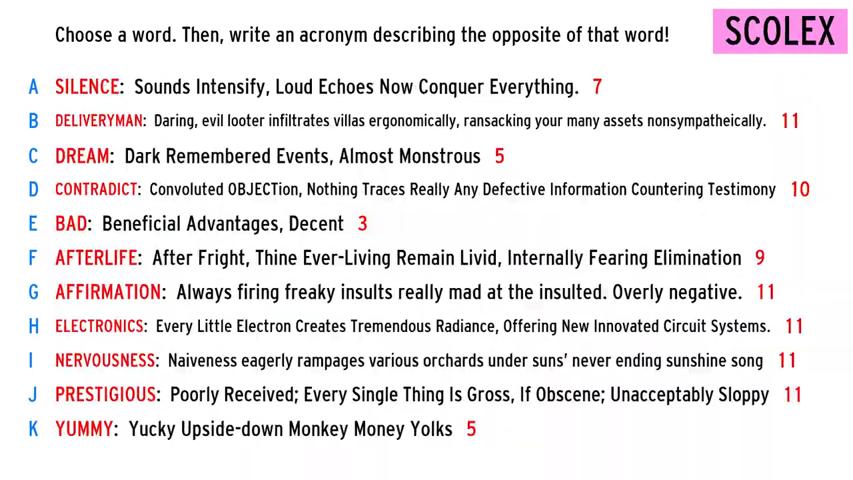 Choose a word. Then, write an acronym describing the opposite of that word!
SCOLEX
A SILENCE: Sounds Intensify, Loud Echoes Now Conquer Everything. 7
B DELIVERYMAN: Daring, evil looter infiltrates villas ergonomically, ransacking your many assets nonsympatheically. 11
C DREAM: Dark Remembered Events, Almost Monstrous 5
D CONTRADICT: Convoluted OBJECTion, Nothing Traces Really Any Defective Information Countering Testimony 10
E BAD: Beneficial Advantages, Decent 3
F AFTERLIFE: After Fright, Thine Ever-Living Remain Livid, Internally Fearing Elimination 9
G AFFIRMATION: Always firing freaky insults really mad at the insulted. Overly negative. 11
H ELECTRONICS: Every Little Electron Creates Tremendous Radiance, Offering New Innovated Circuit Systems. 11
I NERVOUSNESS: Naiveness eagerly rampages various orchards under suns' never ending sunshine song 11
J PRESTIGIOUS: Poorly Received; Every Single Thing Is Gross, If Obscene; Unacceptably Sloppy 11
K YUMMY: Yucky Upside-down Monkey Money Yolks 5